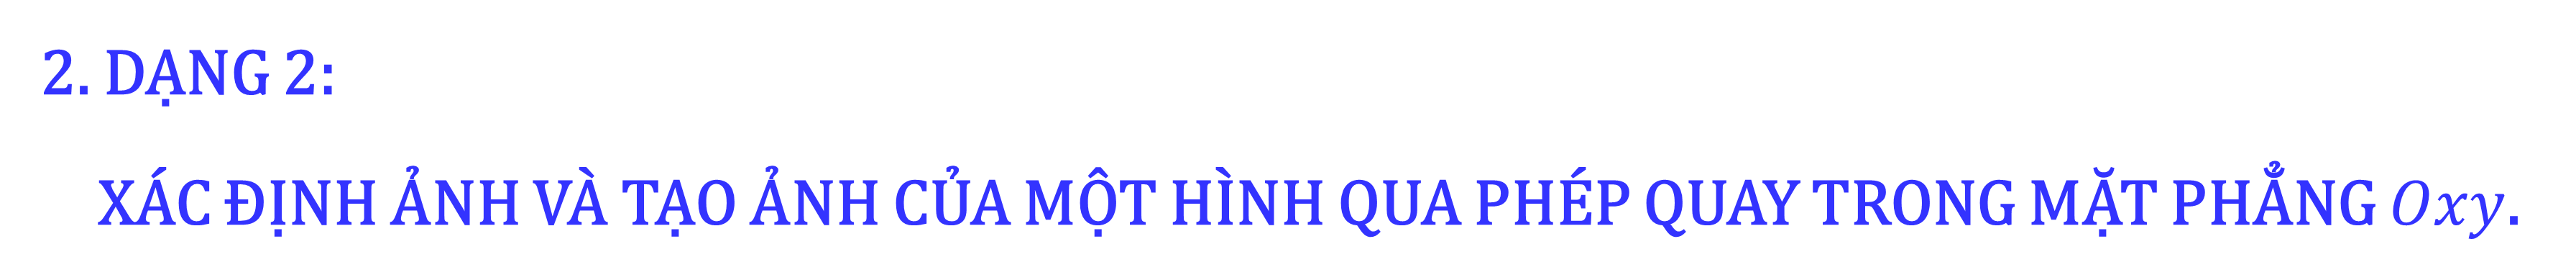 2. DẠNG 2:
XÁC ĐỊNH ẢNH VÀ TẠO ẢNH CỦA MỘT HÌNH QUA PHÉP QUAY TRONG MẶT PHẲNG Oxy.